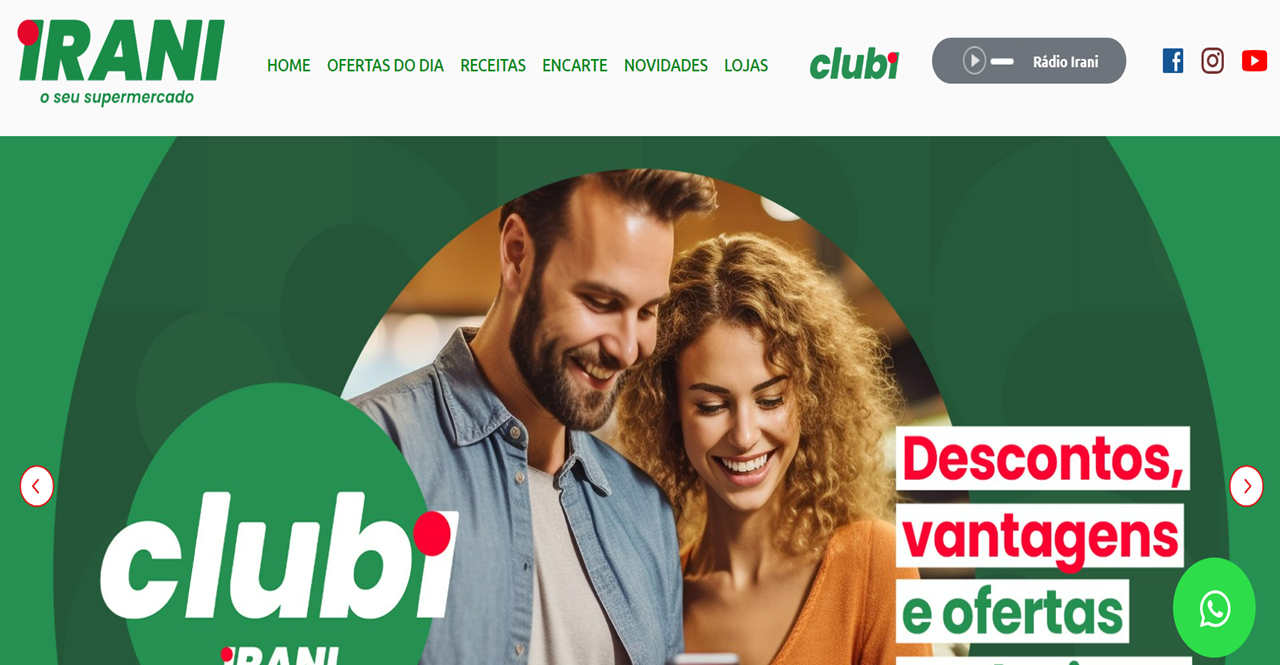 IRANI
o seu supermercado
HOME OFERTAS DO DIA RECEITAS ENCARTE NOVIDADES LOJAS
clubi
Rádio Irani
clubi
IRANI
Descontos,
vantagens
e ofertas